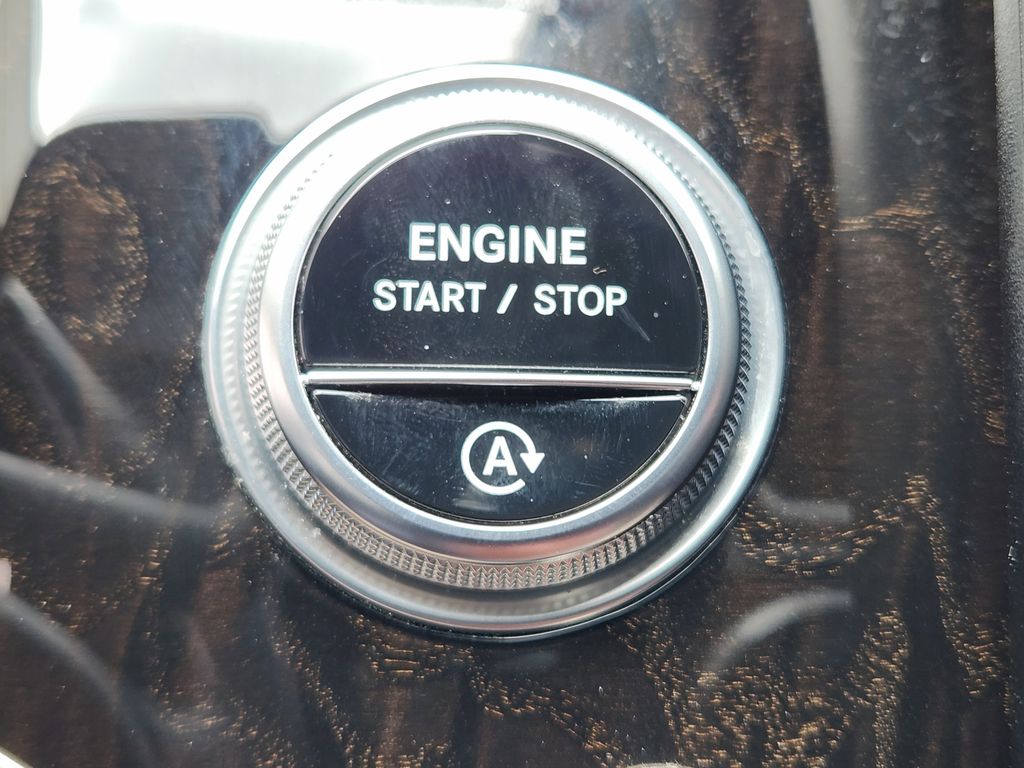 ENGINE
START / STOP
A